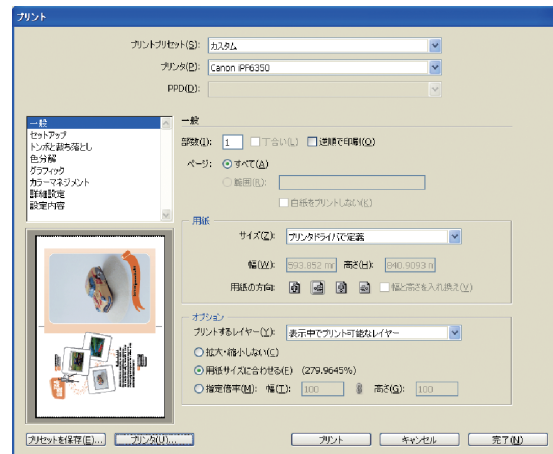 プリント
プリントプリセット(S): カスタム
プリンタ(P): Canon iPF6350
PPD(D):
一般
セットアップ
トンボと裁ち落とし
色分解
グラフィック
カラーマネジメント
詳細設定
設定内容
一般
部数(I): 1 丁合い(L) 逆順で印刷(O)
ページ: すべて(A)
範囲(R):
白紙をプリントしない(K)
用紙
サイズ(Z): プリンタドライバで定義
幅(W): 593.852 mr 高さ(H): 840.9093 n
用紙の方向: 幅と高さを入れ換え(V)
オプション
プリントするレイヤー(Y): 表示中でプリント可能なレイヤー
拡大・縮小しない(C)
用紙サイズに合わせる(E) (279.9645%)
指定倍率(M): 幅(T): 100 高さ(G): 100
プリセットを保存(E)... プリンタ(U)... プリント キャンセル 完了(N)